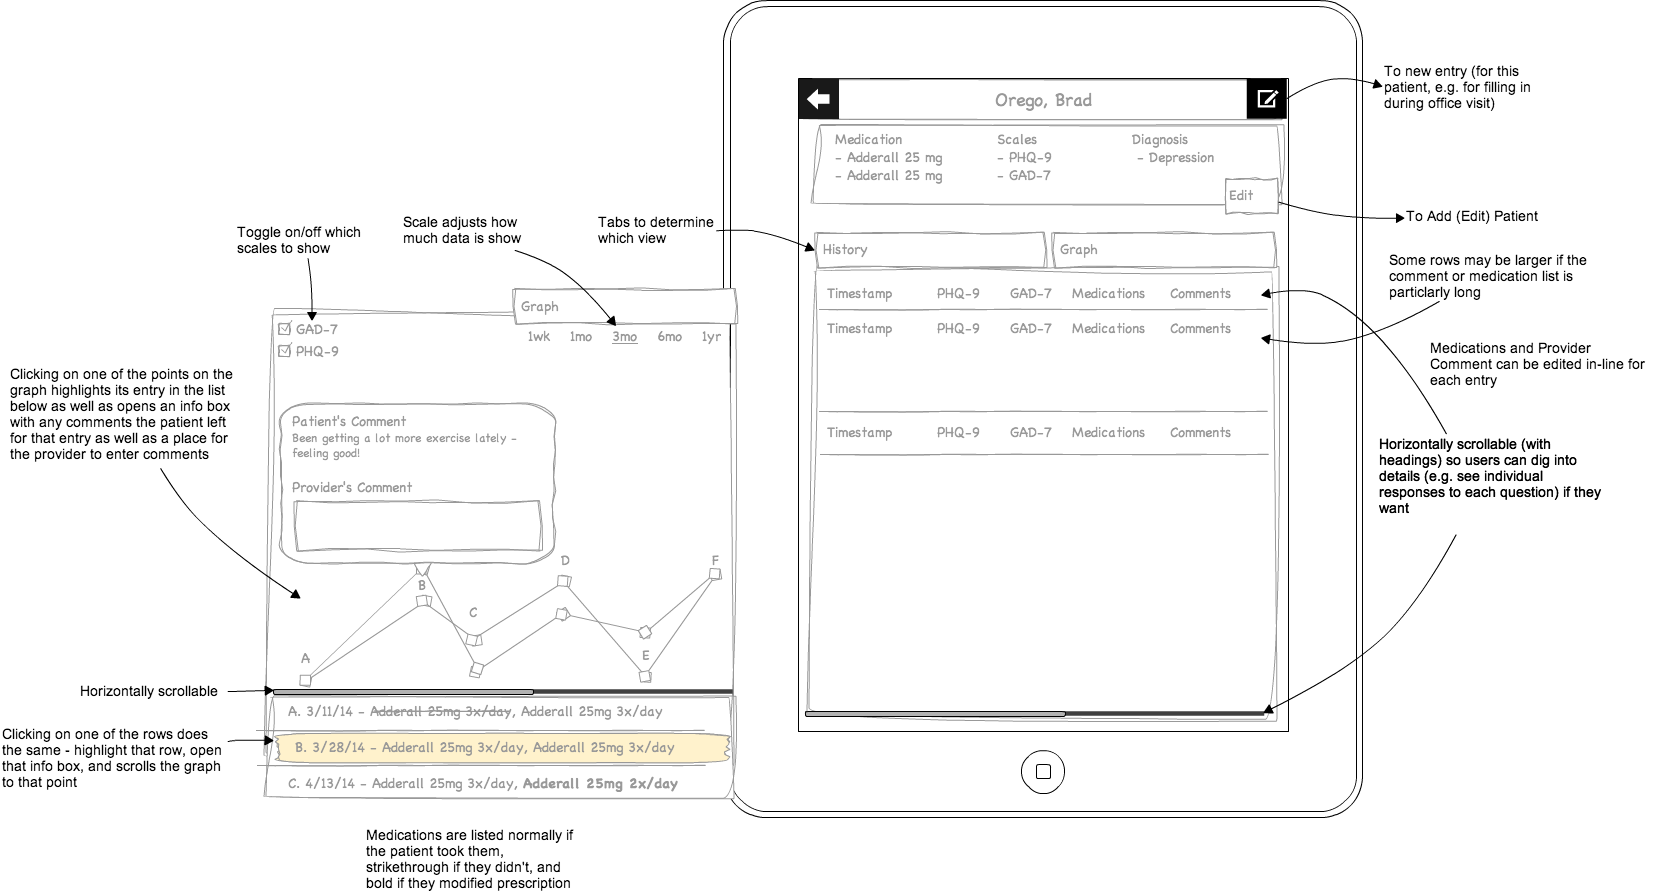 To new entry (for this
patient, e.g. for filling in
during office visit)
Orego, Brad
Medication
- Adderall 25 mg
- Adderall 25 mg
Scales
- PHQ-9
- GAD-7
Diagnosis
- Depression
Edit
To Add (Edit) Patient
Toggle on/off which
scales to show
Scale adjusts how
much data is show
Tabs to determine
which view
History
Graph
Some rows may be larger if the
comment or medication list is
particlarly long
Timestamp PHQ-9 GAD-7 Medications Comments
Timestamp PHQ-9 GAD-7 Medications Comments
Timestamp PHQ-9 GAD-7 Medications Comments
Medications and Provider
Comment can be edited in-line for
each entry
Horizontally scrollable (with
headings) so users can dig into
details (e.g. see individual
responses to each question) if they
want
Graph
GAD-7
PHQ-9
1wk 1mo 3mo 6mo 1yr
Clicking on one of the points on the
graph highlights its entry in the list
below as well as opens an info box
with any comments the patient left
for that entry as well as a place for
the provider to enter comments
Patient's Comment
Been getting a lot more exercise lately -
feeling good!
Provider's Comment
A
B
C
D
E
F
Horizontally scrollable
A. 3/11/14 - Adderall 25mg 3x/day, Adderall 25mg 3x/day
B. 3/28/14 - Adderall 25mg 3x/day, Adderall 25mg 3x/day
C. 4/13/14 - Adderall 25mg 3x/day, Adderall 25mg 2x/day
Clicking on one of the rows does
the same - highlight that row, open
that info box, and scrolls the graph
to that point
Medications are listed normally if
the patient took them,
strikethrough if they didn't, and
bold if they modified prescription